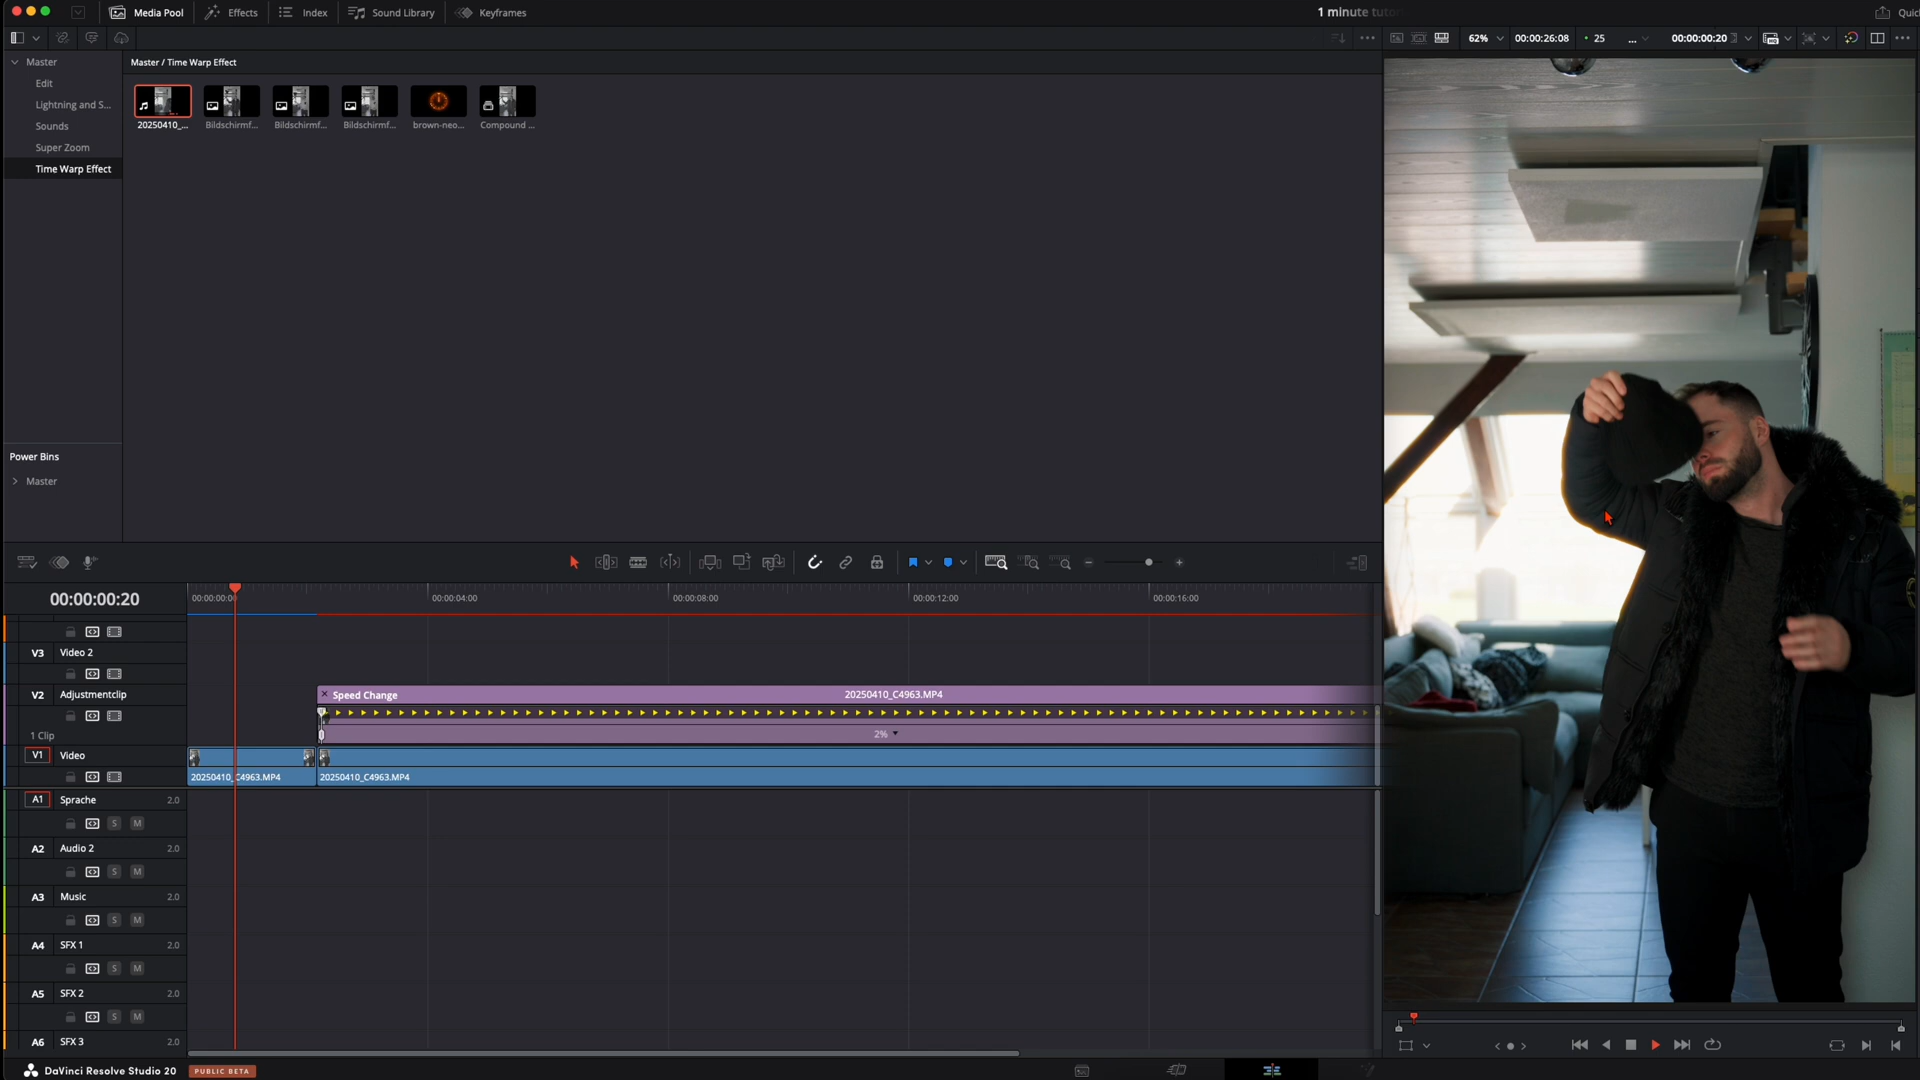 Media Pool
Effects
Index
Sound Library
Keyframes
1 minute tutor
Quic
62%
00:00:26:08
25
...
00:00:00:20
Master
Edit
Lightning and S...
Sounds
Super Zoom
Time Warp Effect
Master / Time Warp Effect
20250410_...
Bildschirmf...
Bildschirmf...
Bildschirmf...
brown-neo...
Compound ...
Power Bins
Master
00:00:00:20
00:00:00:0
00:00:04:00
00:00:08:00
00:00:12:00
00:00:16:00
V3 Video 2
V2 Adjustmentclip
1 Clip
Speed Change
20250410_C4963.MP4
2%
V1 Video
20250410_C4963.MP4
20250410_C4963.MP4
A1 Sprache 2.0
S M
A2 Audio 2 2.0
S M
A3 Music 2.0
S M
A4 SFX 1 2.0
S M
A5 SFX 2 2.0
S M
A6 SFX 3 2.0
DaVinci Resolve Studio 20
PUBLIC BETA